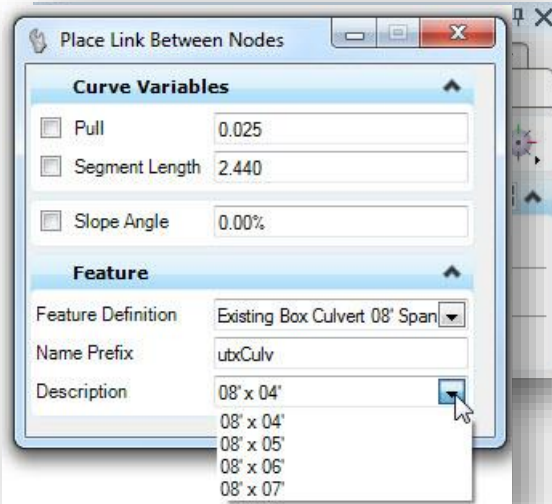 Place Link Between Nodes
Curve Variables
Pull 0.025
Segment Length 2.440
Slope Angle 0.00%
Feature
Feature Definition Existing Box Culvert 08' Span
Name Prefix utxCulv
Description 08' x 04'
08' x 04'
08' x 05'
08' x 06'
08' x 07'